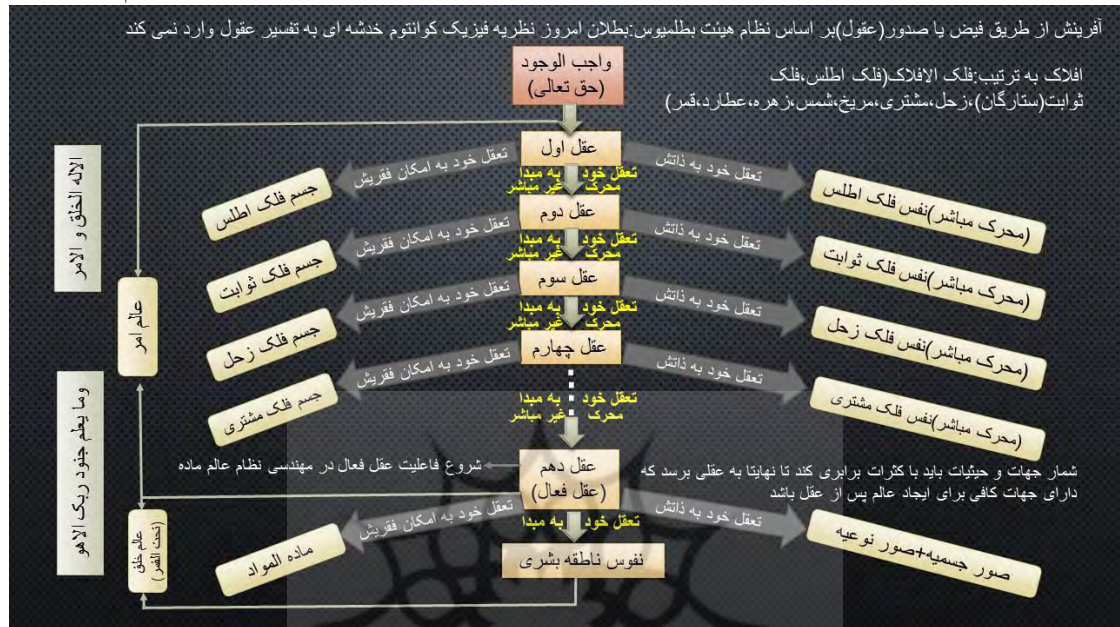 آفرینش از طریق فیض یا صدور(عقول)بر اساس نظام هیئت بطلمیوس:بطلان امروز نظریه فیزیک کوانتوم خدشه ای به تفسیر عقول وارد نمی کند
افلاک به ترتیب:فلک الافلاک(فلک اطلس،فلک
ثوابت(ستارگان)،زحل،مشتری،مریخ،شمس،زهره،عطارد،قمر)
واجب الوجود
(حق تعالی)
عقل اول
تعقل خود به ذاتش
(محرک مباشر)نفس فلک اطلس
تعقل خود به امکان فقریش
جسم فلک اطلس
تعقل خود به مبدا
محرک غیر مباشر
عقل دوم
تعقل خود به ذاتش
(محرک مباشر)نفس فلک ثوابت
تعقل خود به امکان فقریش
جسم فلک ثوابت
تعقل خود به مبدا
محرک غیر مباشر
عقل سوم
تعقل خود به ذاتش
(محرک مباشر)نفس فلک زحل
تعقل خود به امکان فقریش
جسم فلک زحل
تعقل خود به مبدا
محرک غیر مباشر
عقل چهارم
تعقل خود به ذاتش
(محرک مباشر)نفس فلک مشتری
تعقل خود به امکان فقریش
جسم فلک مشتری
تعقل خود به مبدا
محرک غیر مباشر
عقل دهم
(عقل فعال)
شروع فاعلیت عقل فعال در مهندسی نظام عالم ماده
شمار جهات و حیثیات باید با کثرات برابری کند تا نهایتا به عقلی برسد که
دارای جهات کافی برای ایجاد عالم پس از عقل باشد
تعقل خود به ذاتش
صور جسمیه+صور نوعیه
تعقل خود به امکان فقریش
ماده المواد
تعقل خود به مبدا
نفوس ناطقه بشری
الاله الخلق و الامر
عالم امر
وما یعلم جنود ربک الاهو
عالم خلق
(تحت القمر)